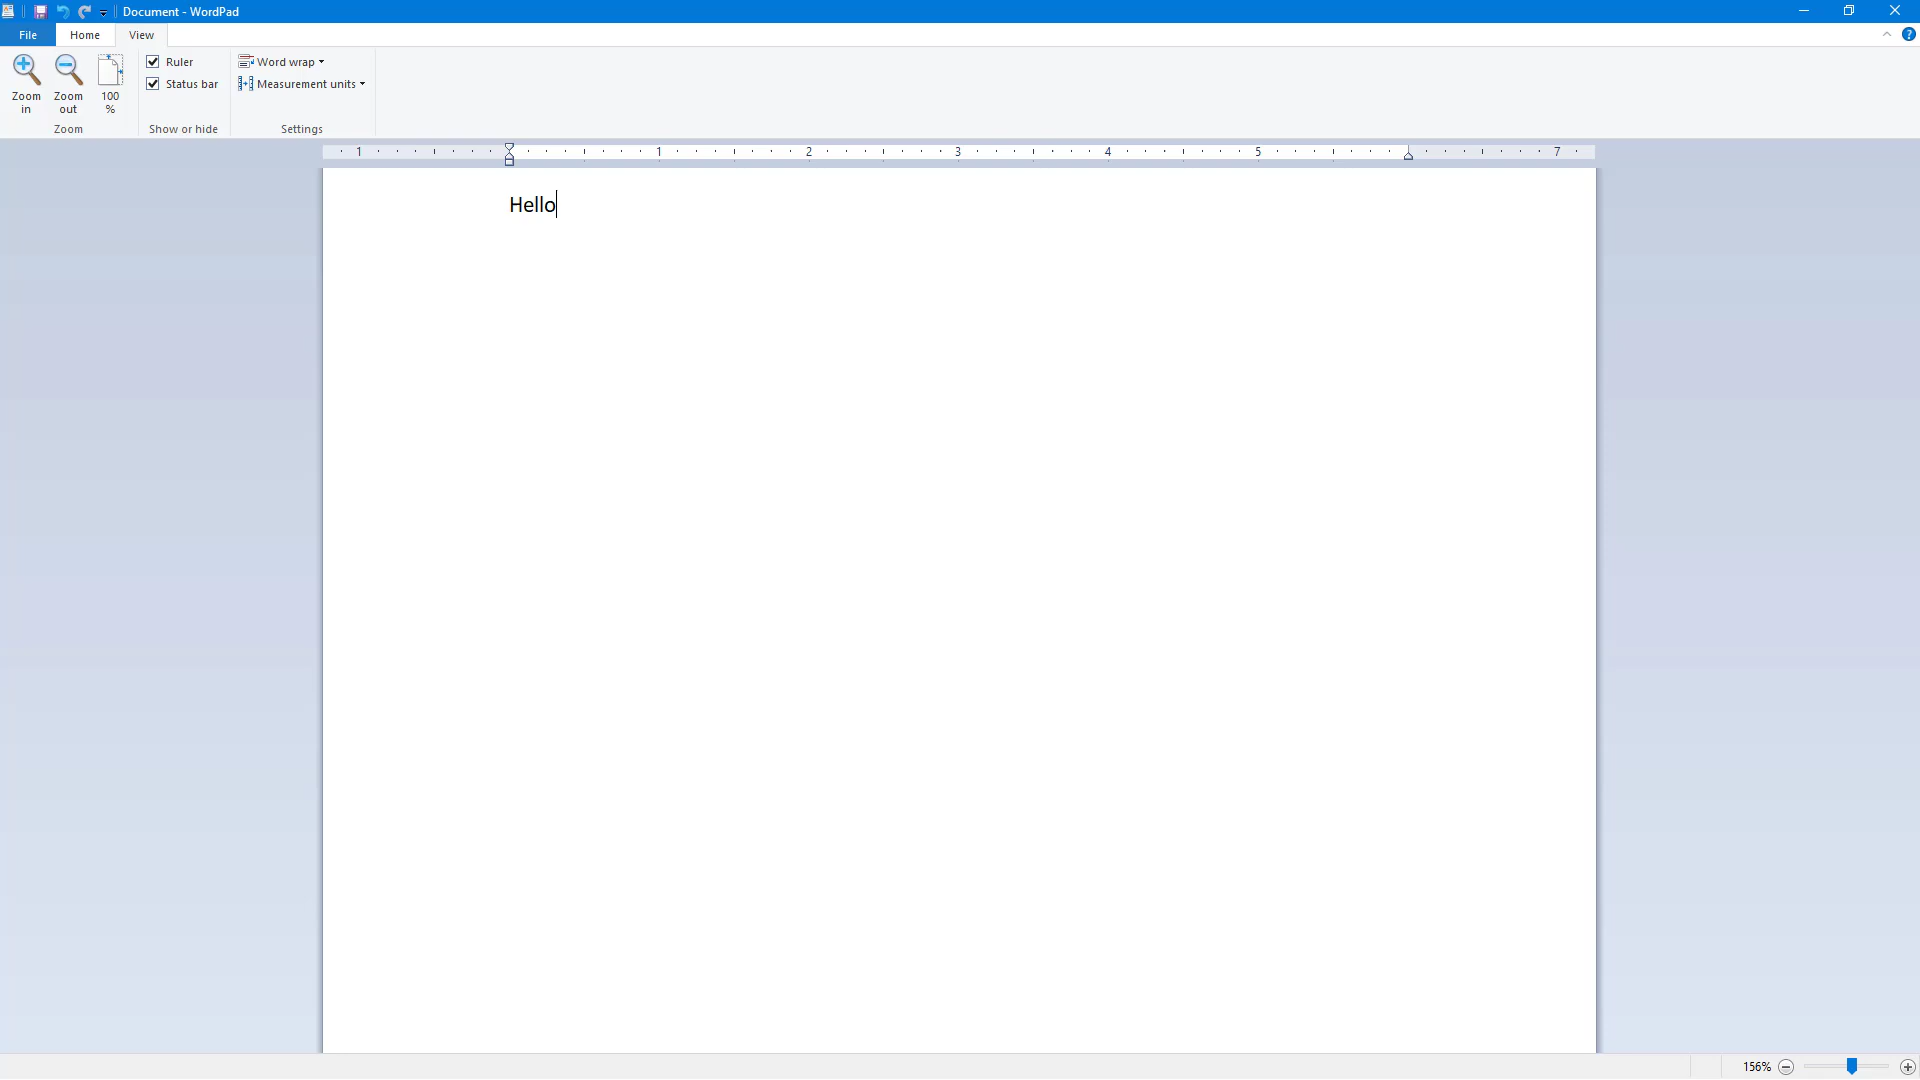 Document - WordPad
File Home View
Zoom in
Zoom out
100 %
Ruler
Status bar
Word wrap
Measurement units
Zoom
Show or hide
Settings
1 1 2 3 4 5 7
Hello
156%